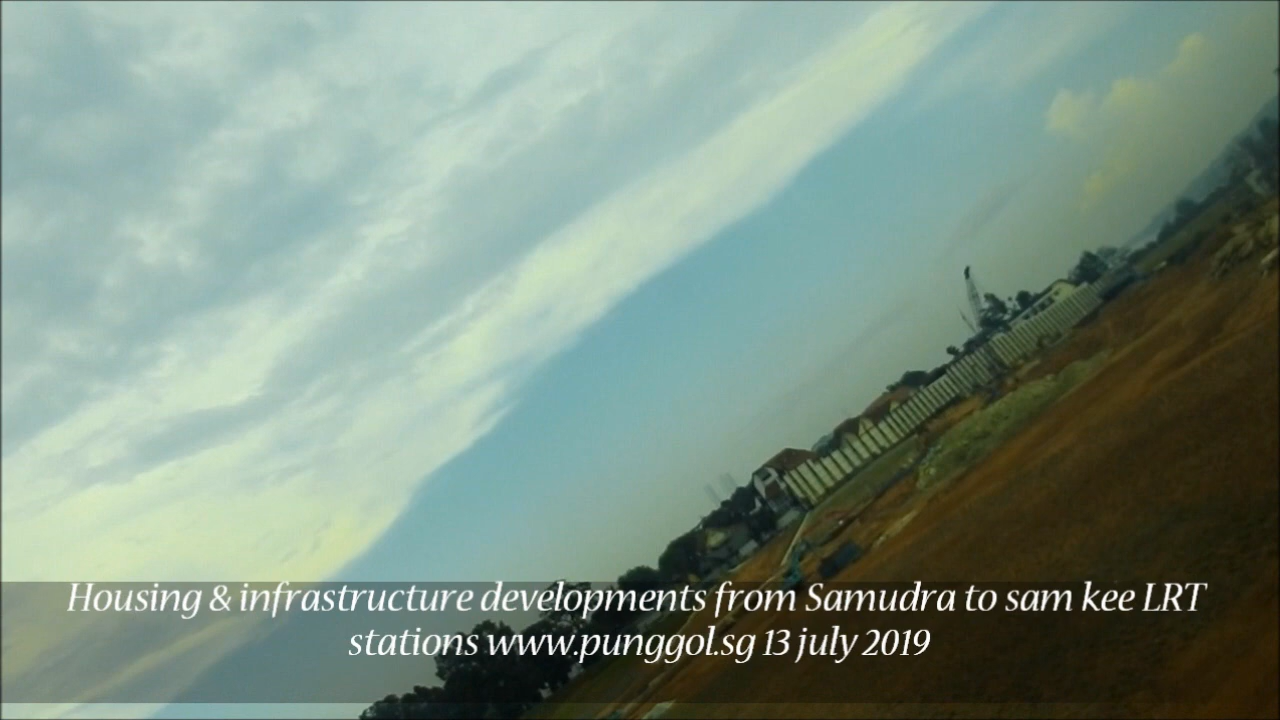 Housing & infrastructure developments from Samudra to sam kee LRT
stations www.punggol.sg 13 july 2019